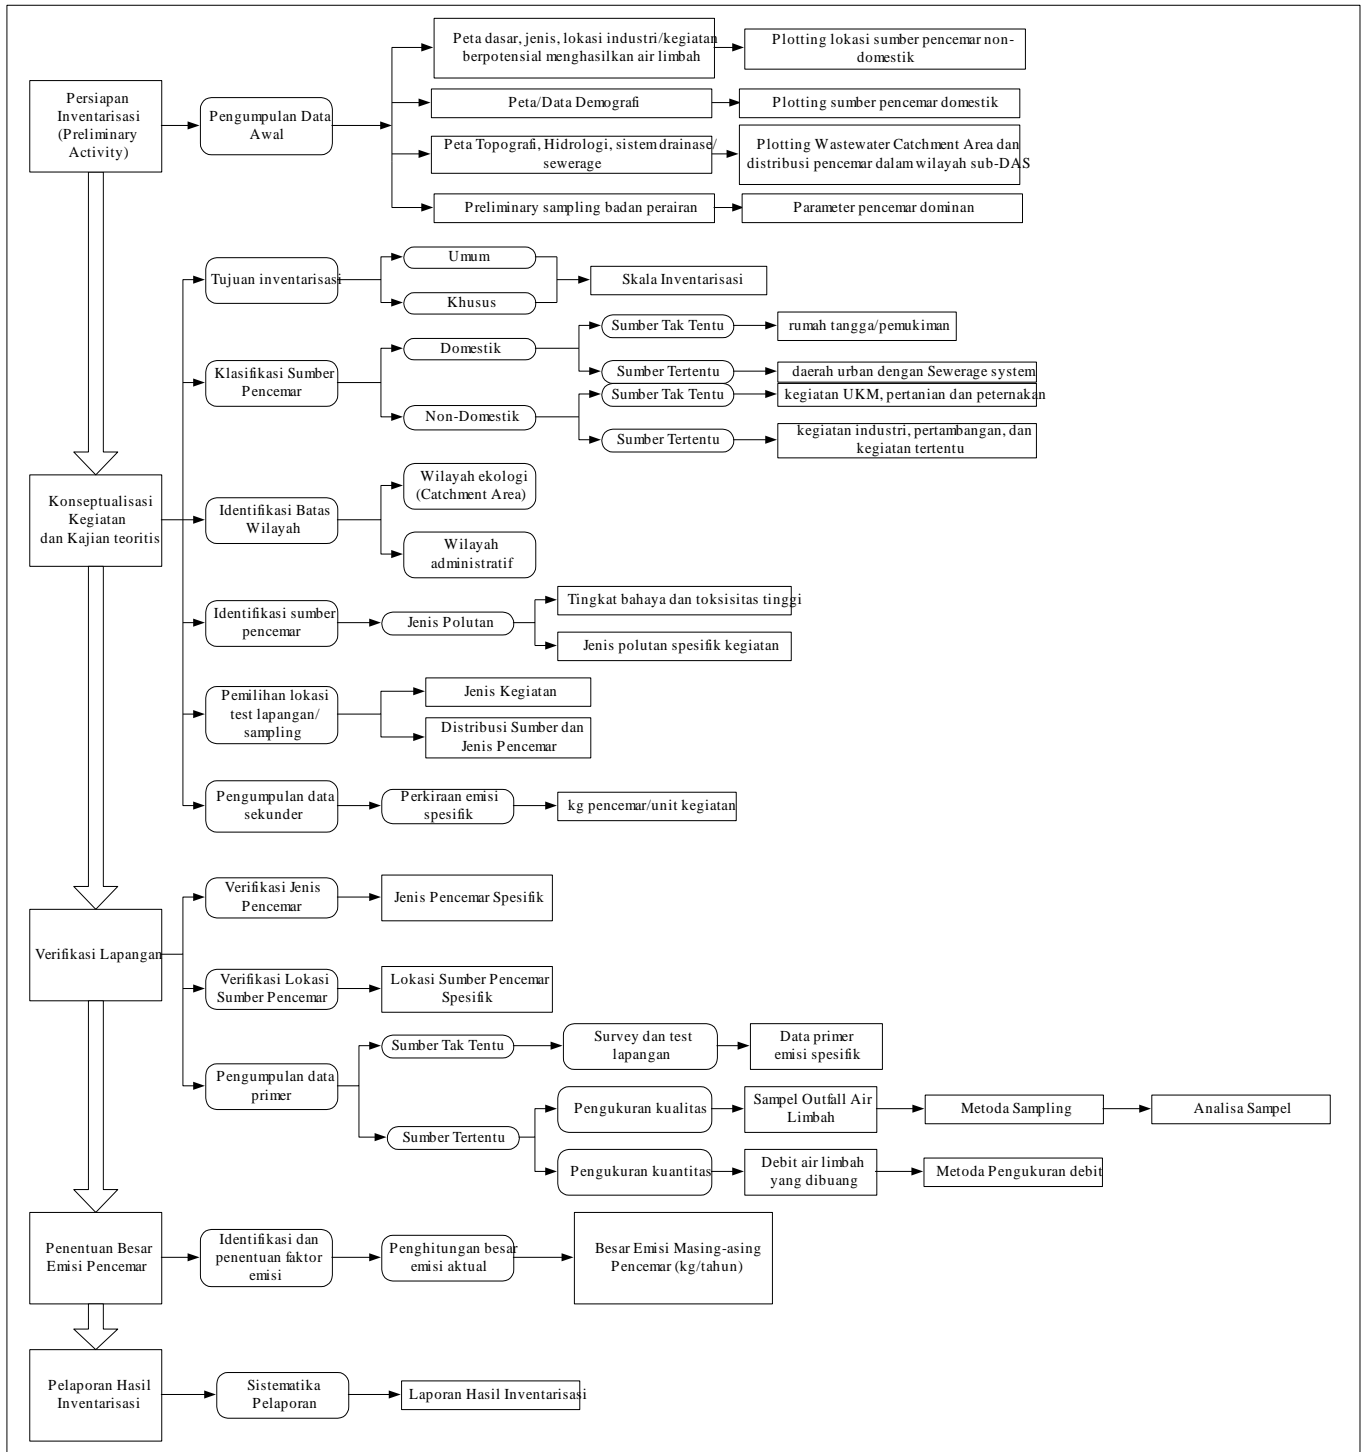 Persiapan
Inventarisasi
(Preliminary
Activity)
Pengumpulan Data
Awal
Peta dasar, jenis, lokasi industri/kegiatan
berpotensial menghasilkan air limbah
Plotting lokasi sumber pencemar non-
domestik
Peta/Data Demografi
Plotting sumber pencemar domestik
Peta Topografi, Hidrologi, sistem drainase/
sewerage
Plotting Wastewater Catchment Area dan
distribusi pencemar dalam wilayah sub-DAS
Preliminary sampling badan perairan
Parameter pencemar dominan
Konseptualisasi
Kegiatan
dan Kajian teoritis
Tujuan inventarisasi
Umum
Khusus
Skala Inventarisasi
Klasifikasi Sumber
Pencemar
Domestik
Sumber Tak Tentu
rumah tangga/pemukiman
Sumber Tertentu
daerah urban dengan Sewerage system
Non-Domestik
Sumber Tak Tentu
kegiatan UKM, pertanian dan peternakan
Sumber Tertentu
kegiatan industri, pertambangan, dan
kegiatan tertentu
Identifikasi Batas
Wilayah
Wilayah ekologi
(Catchment Area)
Wilayah
administratif
Identifikasi sumber
pencemar
Jenis Polutan
Tingkat bahaya dan toksisitas tinggi
Jenis polutan spesifik kegiatan
Pemilihan lokasi
test lapangan/
sampling
Jenis Kegiatan
Distribusi Sumber dan
Jenis Pencemar
Pengumpulan data
sekunder
Perkiraan emisi
spesifik
kg pencemar/unit kegiatan
Verifikasi Lapangan
Verifikasi Jenis
Pencemar
Jenis Pencemar Spesifik
Verifikasi Lokasi
Sumber Pencemar
Lokasi Sumber Pencemar
Spesifik
Pengumpulan data
primer
Sumber Tak Tentu
Survey dan test
lapangan
Data primer
emisi spesifik
Sumber Tertentu
Pengukuran kualitas
Sampel Outfall Air
Limbah
Metoda Sampling
Analisa Sampel
Pengukuran kuantitas
Debit air limbah
yang dibuang
Metoda Pengukuran debit
Penentuan Besar
Emisi Pencemar
Identifikasi dan
penentuan faktor
emisi
Penghitungan besar
emisi aktual
Besar Emisi Masing-asing
Pencemar (kg/tahun)
Pelaporan Hasil
Inventarisasi
Sistematika
Pelaporan
Laporan Hasil Inventarisasi